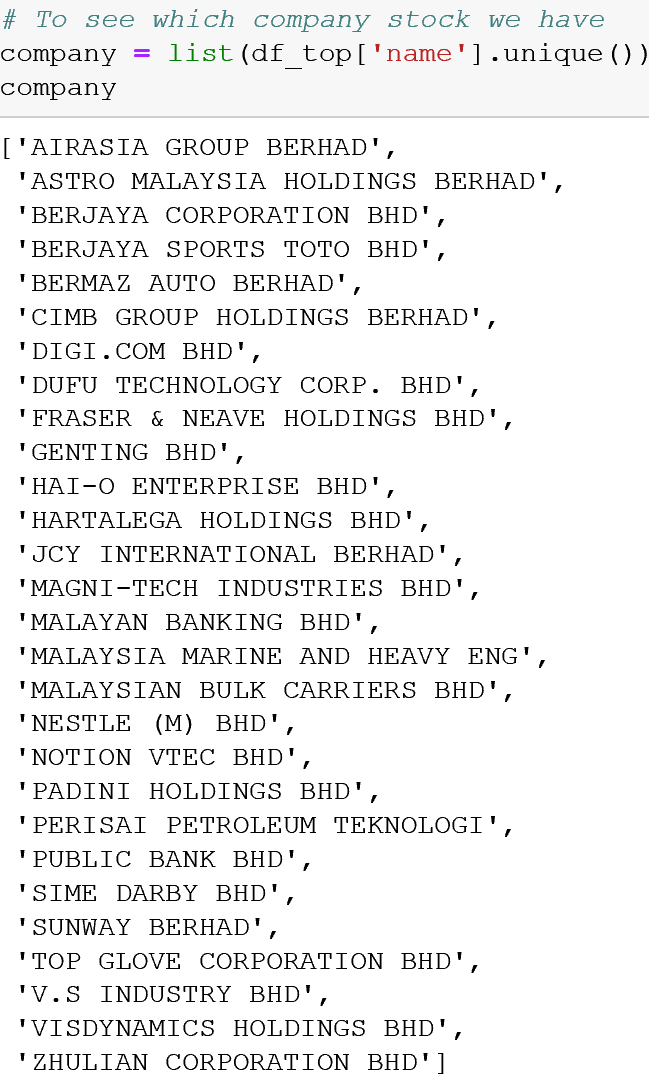 # To see which company stock we have
company = list(df_top['name'].unique())
company
['AIRASIA GROUP BERHAD',
 'ASTRO MALAYSIA HOLDINGS BERHAD',
 'BERJAYA CORPORATION BHD',
 'BERJAYA SPORTS TOTO BHD',
 'BERMAZ AUTO BERHAD',
 'CIMB GROUP HOLDINGS BERHAD',
 'DIGI.COM BHD',
 'DUFU TECHNOLOGY CORP. BHD',
 'FRASER & NEAVE HOLDINGS BHD',
 'GENTING BHD',
 'HAI-O ENTERPRISE BHD',
 'HARTALEGA HOLDINGS BHD',
 'JCY INTERNATIONAL BERHAD',
 'MAGNI-TECH INDUSTRIES BHD',
 'MALAYAN BANKING BHD',
 'MALAYSIA MARINE AND HEAVY ENG',
 'MALAYSIAN BULK CARRIERS BHD',
 'NESTLE (M) BHD',
 'NOTION VTEC BHD',
 'PADINI HOLDINGS BHD',
 'PERISAI PETROLEUM TEKNOLOGI',
 'PUBLIC BANK BHD',
 'SIME DARBY BHD',
 'SUNWAY BERHAD',
 'TOP GLOVE CORPORATION BHD',
 'V.S INDUSTRY BHD',
 'VISDYNAMICS HOLDINGS BHD',
 'ZHULIAN CORPORATION BHD']